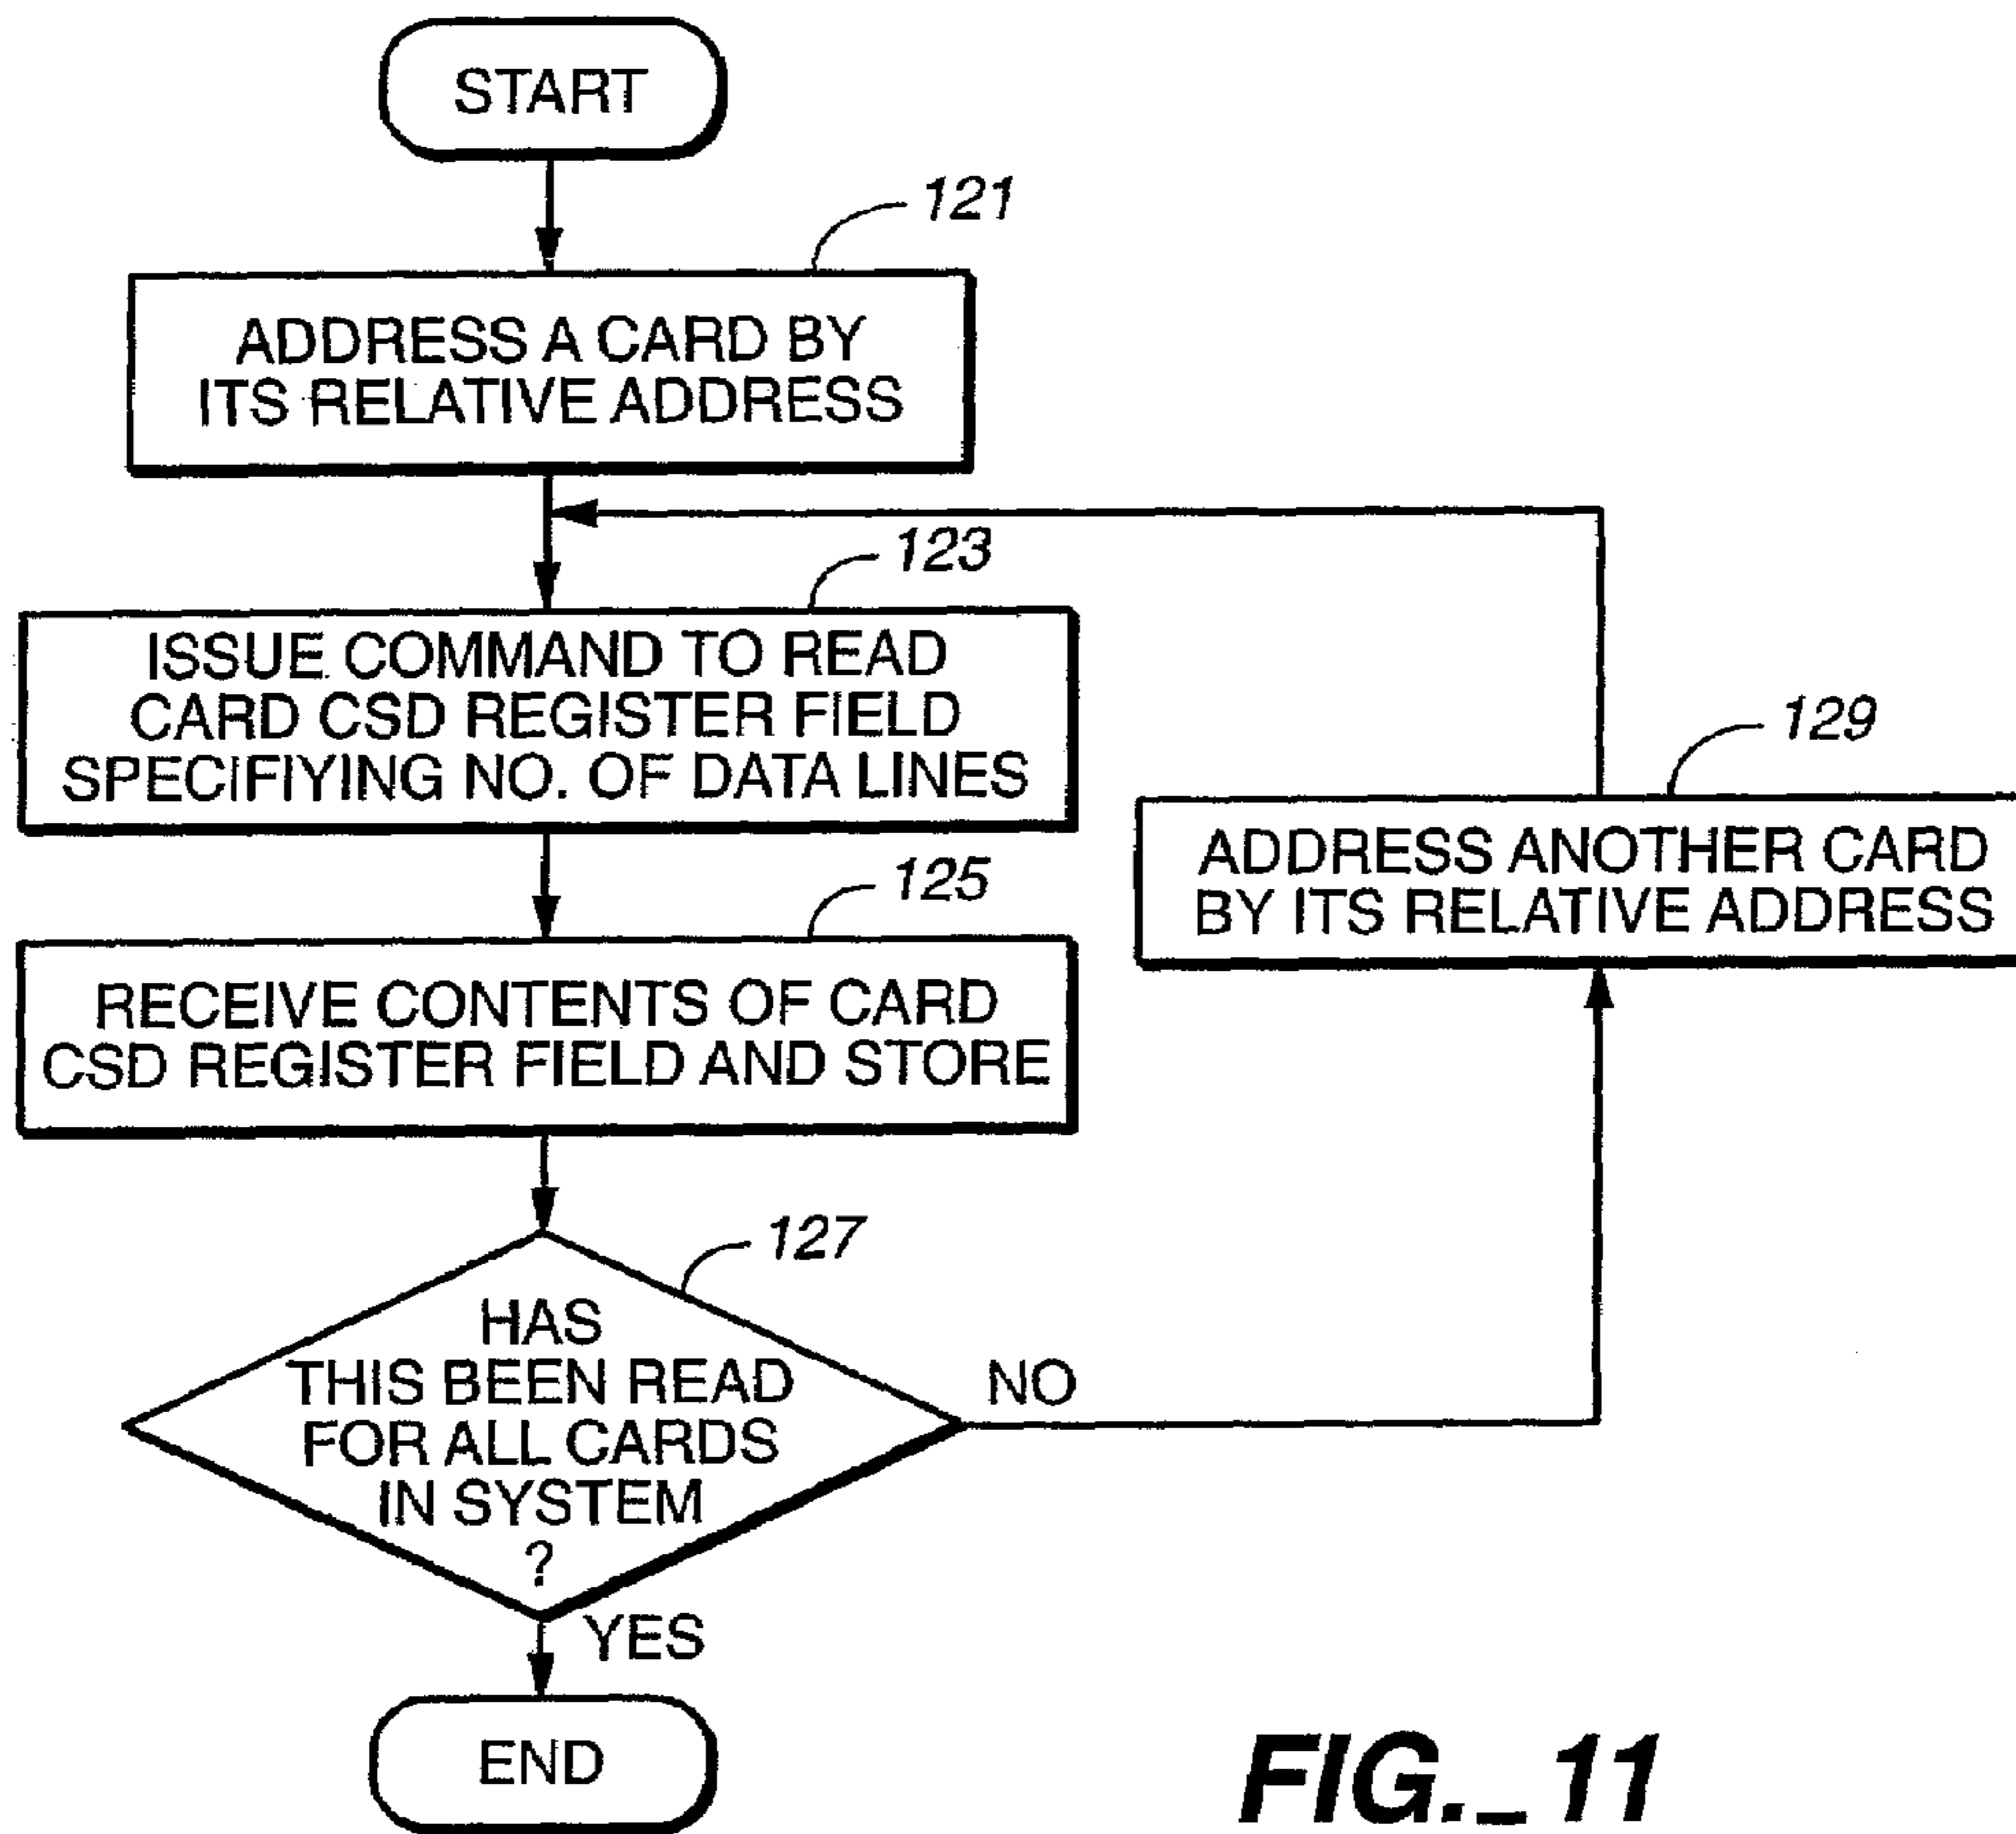 START
121
ADDRESS A CARD BY
ITS RELATIVE ADDRESS
123
ISSUE COMMAND TO READ
CARD CSD REGISTER FIELD
SPECIFIYING NO. OF DATA LINES
129
ADDRESS ANOTHER CARD
BY ITS RELATIVE ADDRESS
125
RECEIVE CONTENTS OF CARD
CSD REGISTER FIELD AND STORE
127
HAS
THIS BEEN READ
FOR ALL CARDS
IN SYSTEM
?
NO
YES
END
FIG._11